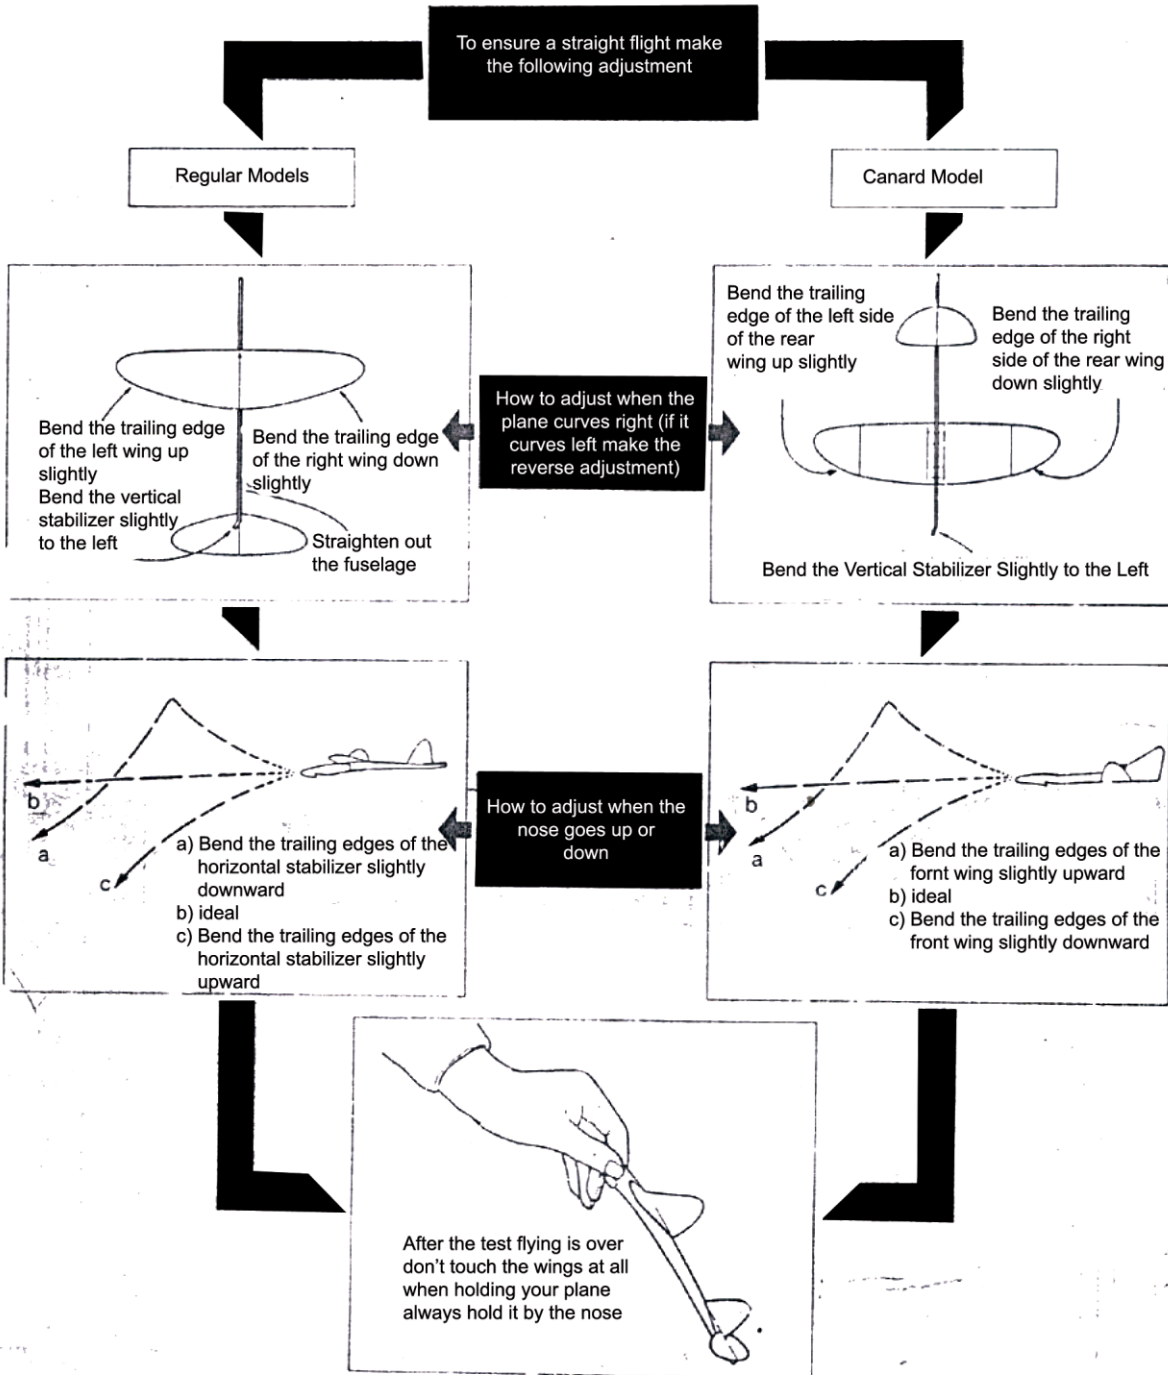 To ensure a straight flight make
the following adjustment
Regular Models
Canard Model
Bend the trailing edge
of the left wing up
slightly
Bend the vertical
stabilizer slightly
to the left
Bend the trailing edge
of the right wing down
slightly
Straighten out
the fuselage
How to adjust when the
plane curves right (if it
curves left make the
reverse adjustment)
Bend the trailing
edge of the left side
of the rear
wing up slightly
Bend the trailing
edge of the right
side of the rear wing
down slightly
Bend the Vertical Stabilizer Slightly to the Left
b
a
c
a) Bend the trailing edges of the
horizontal stabilizer slightly
downward
b) ideal
c) Bend the trailing edges of the
horizontal stabilizer slightly
upward
How to adjust when the
nose goes up or
down
b
a
c
a) Bend the trailing edges of the
fornt wing slightly upward
b) ideal
c) Bend the trailing edges of the
front wing slightly downward
After the test flying is over
don't touch the wings at all
when holding your plane
always hold it by the nose